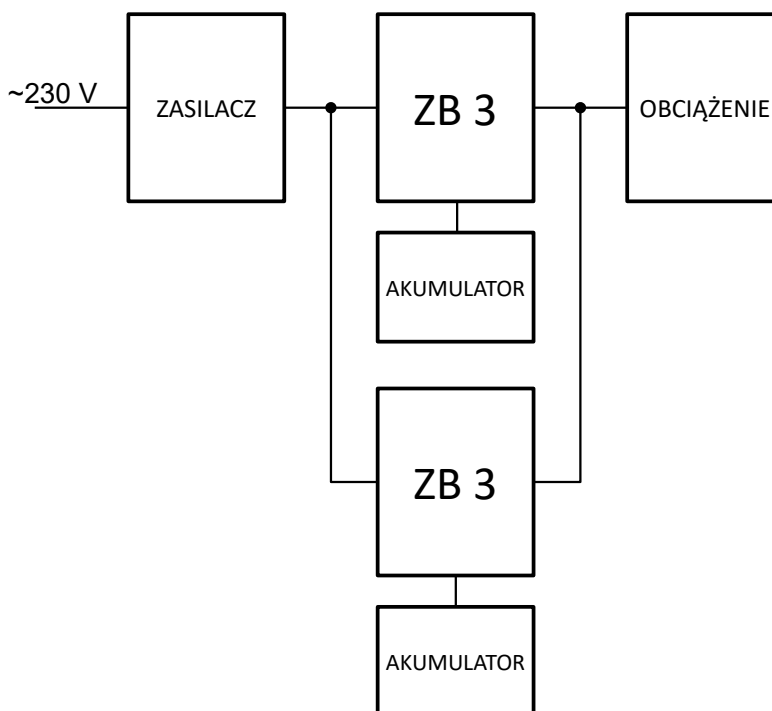 ~230 V
ZASILACZ
ZB 3
OBCIĄŻENIE
AKUMULATOR
ZB 3
AKUMULATOR